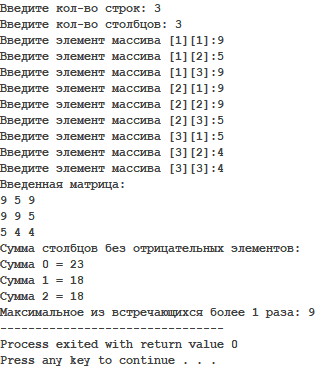 Введите кол-во строк: 3
Введите кол-во столбцов: 3
Введите элемент массива [1][1]:9
Введите элемент массива [1][2]:5
Введите элемент массива [1][3]:9
Введите элемент массива [2][1]:9
Введите элемент массива [2][2]:9
Введите элемент массива [2][3]:5
Введите элемент массива [3][1]:5
Введите элемент массива [3][2]:4
Введите элемент массива [3][3]:4
Введенная матрица:
9 5 9
9 9 5
5 4 4
Сумма столбцов без отрицательных элементов:
Сумма 0 = 23
Сумма 1 = 18
Сумма 2 = 18
Максимальное из встречающихся более 1 раза: 9
--------------------------------
Process exited with return value 0
Press any key to continue . . .